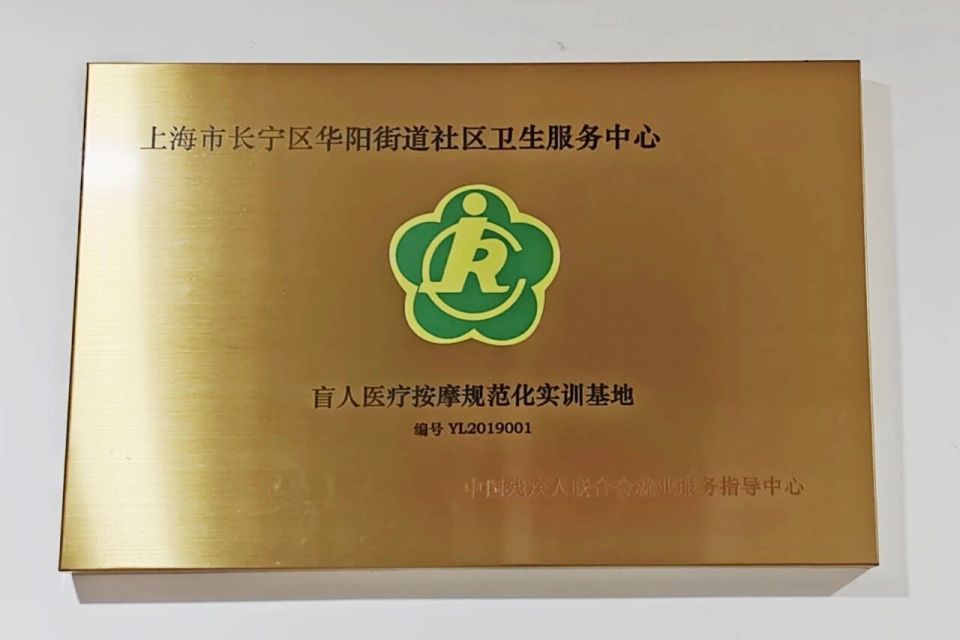 上海市长宁区华阳街道社区卫生服务中心
盲人医疗按摩规范化实训基地
编号 YL2019001
中国残疾人联合会就业服务指导中心